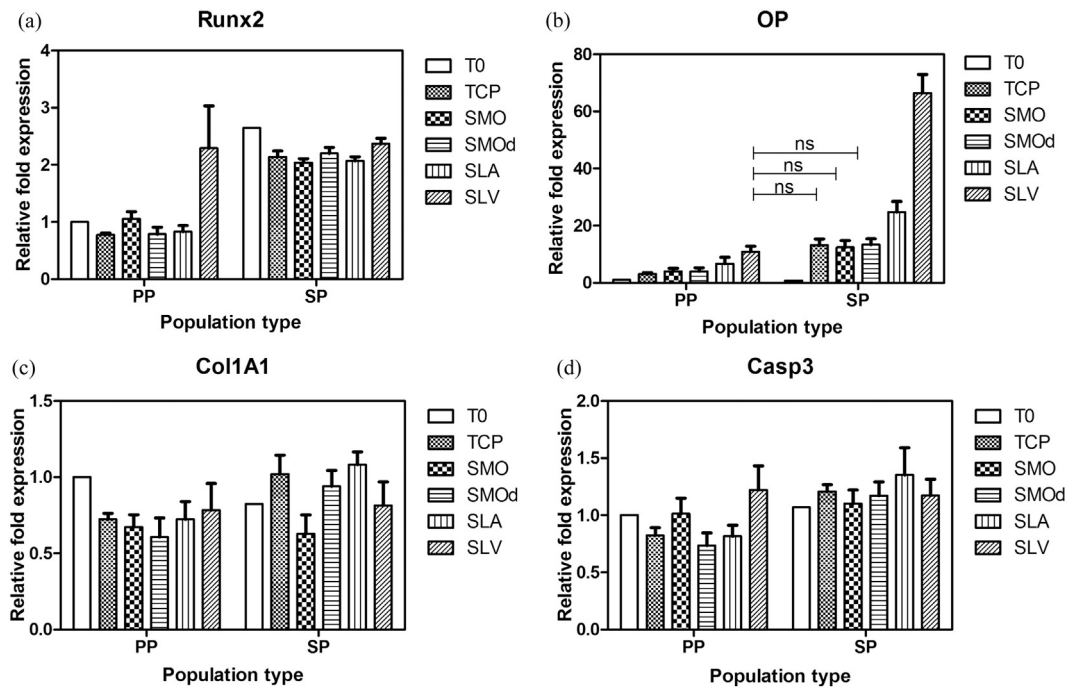 (a)
Runx2
Relative fold expression
4
3
2
1
0
PP
SP
Population type
T0
TCP
SMO
SMOd
SLA
SLV
(b)
OP
Relative fold expression
80
60
40
20
0
ns
ns
ns
PP
SP
Population type
T0
TCP
SMO
SMOd
SLA
SLV
(c)
Col1A1
Relative fold expression
1.5
1.0
0.5
0.0
PP
SP
Population type
T0
TCP
SMO
SMOd
SLA
SLV
(d)
Casp3
Relative fold expression
2.0
1.5
1.0
0.5
0.0
PP
SP
Population type
T0
TCP
SMO
SMOd
SLA
SLV